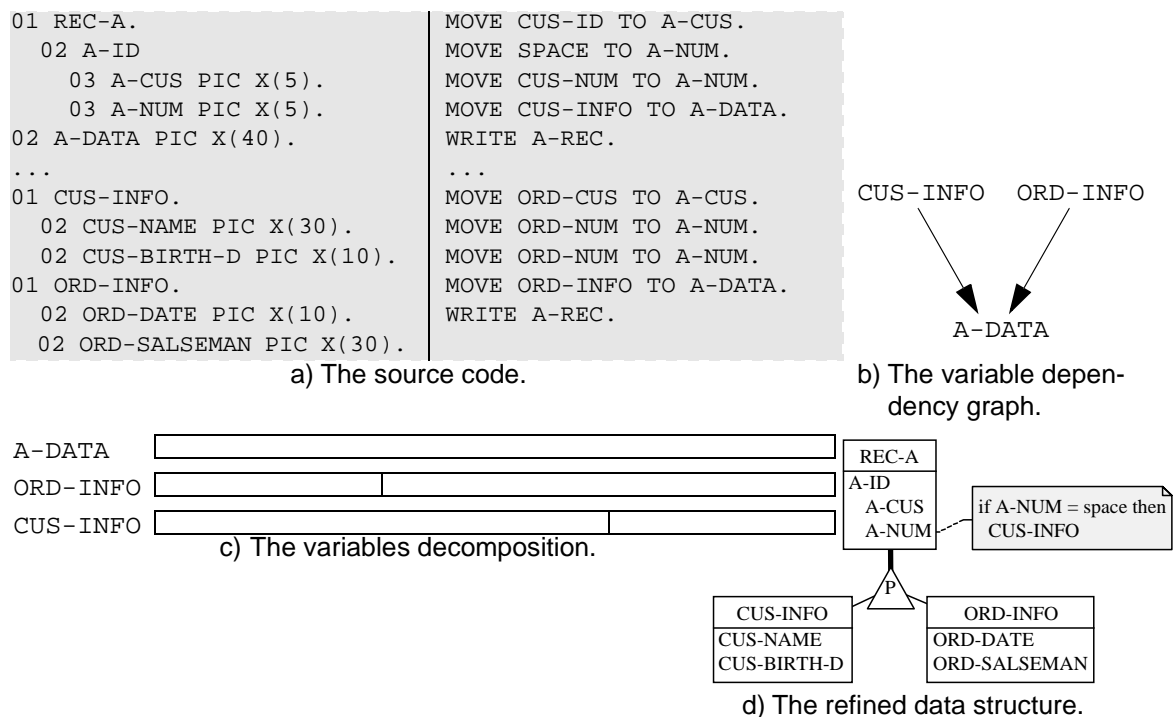 01 REC-A.
  02 A-ID
    03 A-CUS PIC X(5).
    03 A-NUM PIC X(5).
02 A-DATA PIC X(40).
...
01 CUS-INFO.
  02 CUS-NAME PIC X(30).
  02 CUS-BIRTH-D PIC X(10).
01 ORD-INFO.
  02 ORD-DATE PIC X(10).
  02 ORD-SALSEMAN PIC X(30).
MOVE CUS-ID TO A-CUS.
MOVE SPACE TO A-NUM.
MOVE CUS-NUM TO A-NUM.
MOVE CUS-INFO TO A-DATA.
WRITE A-REC.
...
MOVE ORD-CUS TO A-CUS.
MOVE ORD-NUM TO A-NUM.
MOVE ORD-NUM TO A-NUM.
MOVE ORD-INFO TO A-DATA.
WRITE A-REC.
a) The source code.
CUS-INFO ORD-INFO
A-DATA
b) The variable depen-
dency graph.
A-DATA
ORD-INFO
CUS-INFO
c) The variables decomposition.
REC-A
A-ID
A-CUS
A-NUM
if A-NUM = space then
CUS-INFO
P
CUS-INFO
CUS-NAME
CUS-BIRTH-D
ORD-INFO
ORD-DATE
ORD-SALSEMAN
d) The refined data structure.